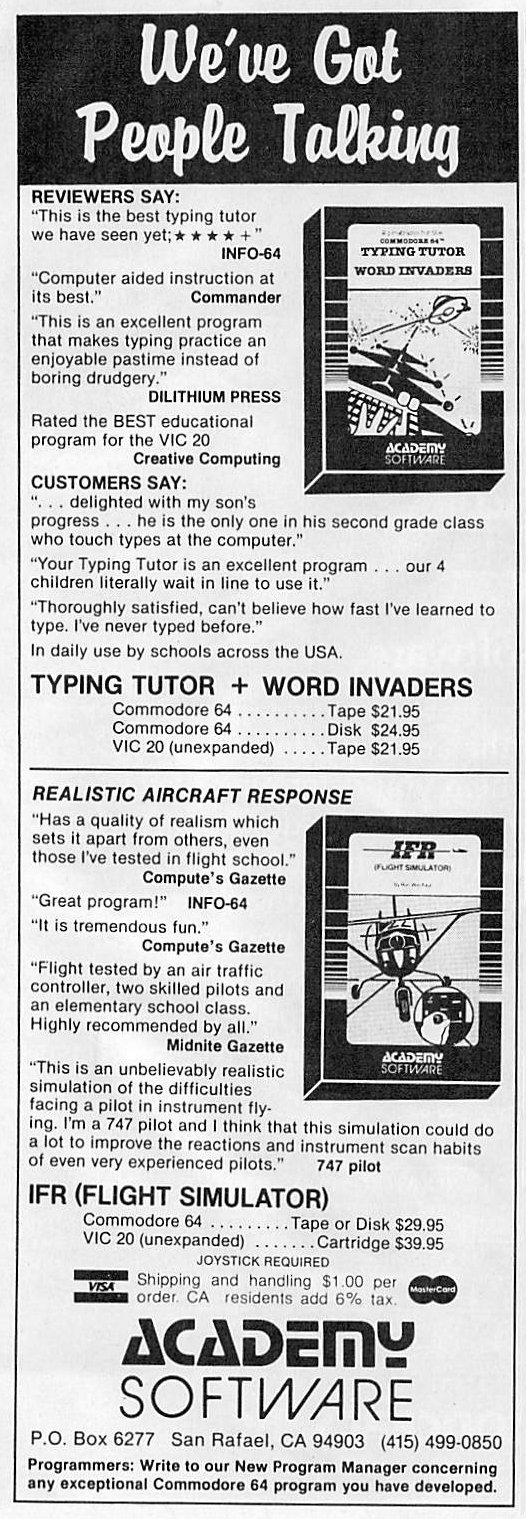 We've Got
People Talking
REVIEWERS SAY:
“This is the best typing tutor
we have seen yet;★★★★+”
INFO-64
“Computer aided instruction at
its best.” Commander
“This is an excellent program
that makes typing practice an
enjoyable pastime instead of
boring drudgery.”
DILITHIUM PRESS
Rated the BEST educational
program for the VIC 20
Creative Computing
COMMODORE 64™
TYPING TUTOR
WORD INVADERS
ACADEMY
SOFTWARE
CUSTOMERS SAY:
“. . . delighted with my son's
progress . . . he is the only one in his second grade class
who touch types at the computer.”
“Your Typing Tutor is an excellent program . . . our 4
children literally wait in line to use it.”
“Thoroughly satisfied, can't believe how fast I've learned to
type. I've never typed before.”
In daily use by schools across the USA.
TYPING TUTOR + WORD INVADERS
Commodore 64 . . . . . . . . . . Tape $21.95
Commodore 64 . . . . . . . . . . Disk $24.95
VIC 20 (unexpanded) . . . . . Tape $21.95
REALISTIC AIRCRAFT RESPONSE
“Has a quality of realism which
sets it apart from others, even
those I've tested in flight school.”
Compute's Gazette
“Great program!” INFO-64
“It is tremendous fun.”
Compute's Gazette
“Flight tested by an air traffic
controller, two skilled pilots and
an elementary school class.
Highly recommended by all.”
Midnite Gazette
“This is an unbelievably realistic
simulation of the difficulties
facing a pilot in instrument fly-
ing. I'm a 747 pilot and I think that this simulation could do
a lot to improve the reactions and instrument scan habits
of even very experienced pilots.” 747 pilot
IFR
(FLIGHT SIMULATOR)
ACADEMY
SOFTWARE
IFR (FLIGHT SIMULATOR)
Commodore 64 . . . . . . . . . Tape or Disk $29.95
VIC 20 (unexpanded) . . . . . . . Cartridge $39.95
JOYSTICK REQUIRED
VISA
Shipping and handling $1.00 per
order. CA residents add 6% tax.
MasterCard
ACADEMY
SOFTWARE
P.O. Box 6277 San Rafael, CA 94903 (415) 499-0850
Programmers: Write to our New Program Manager concerning
any exceptional Commodore 64 program you have developed.